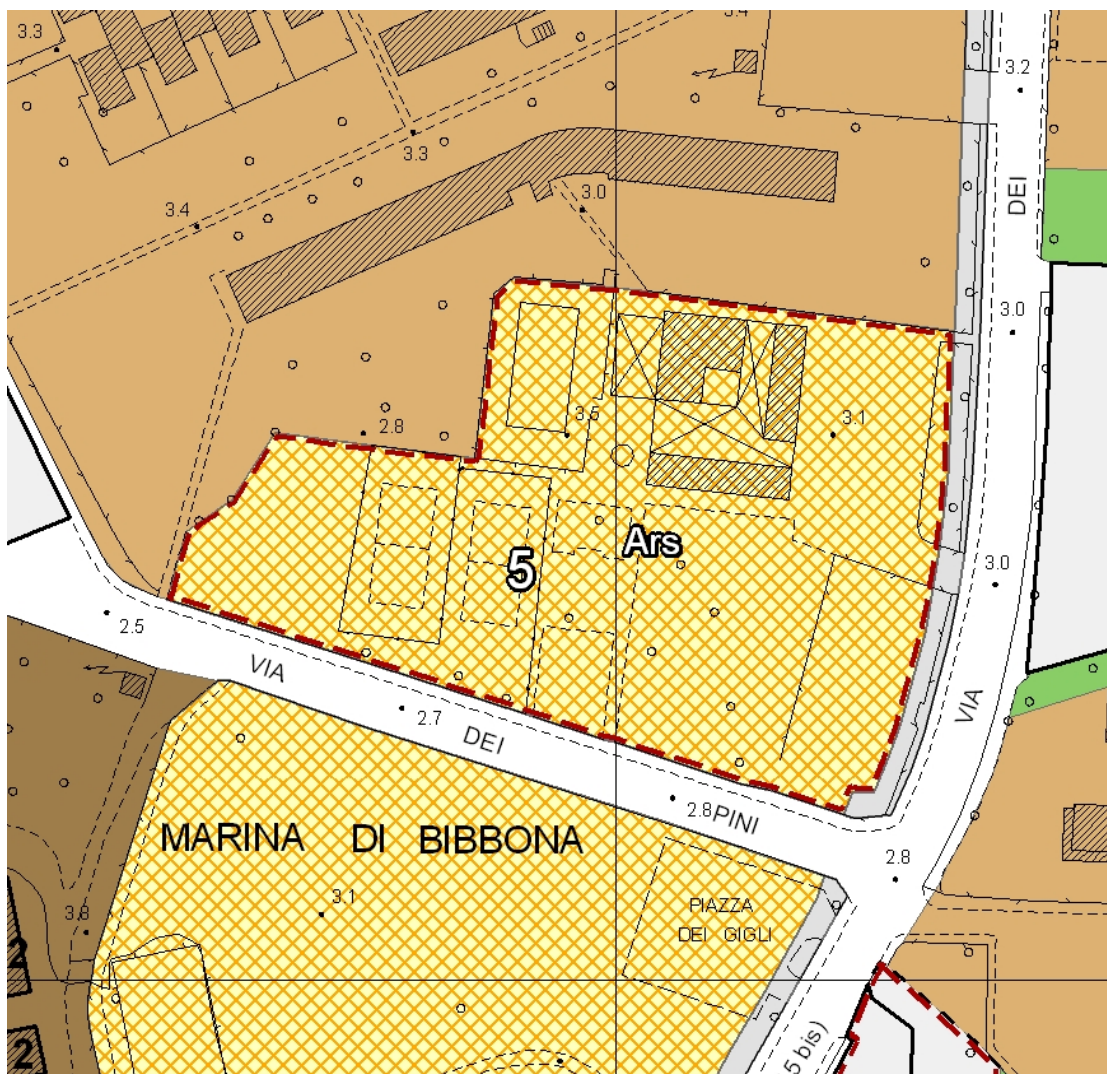 3.3
3.4
3.2
3.3
3.4
3.0
DEI
3.0
2.8
3.5
3.1
Ars
5
3.0
2.5
VIA
2.7
DEI
VIA
2.8
PINI
MARINA DI BIBBONA
2.8
3.1
PIAZZA
DEI GIGLI
3.8
2
2
5 bis)